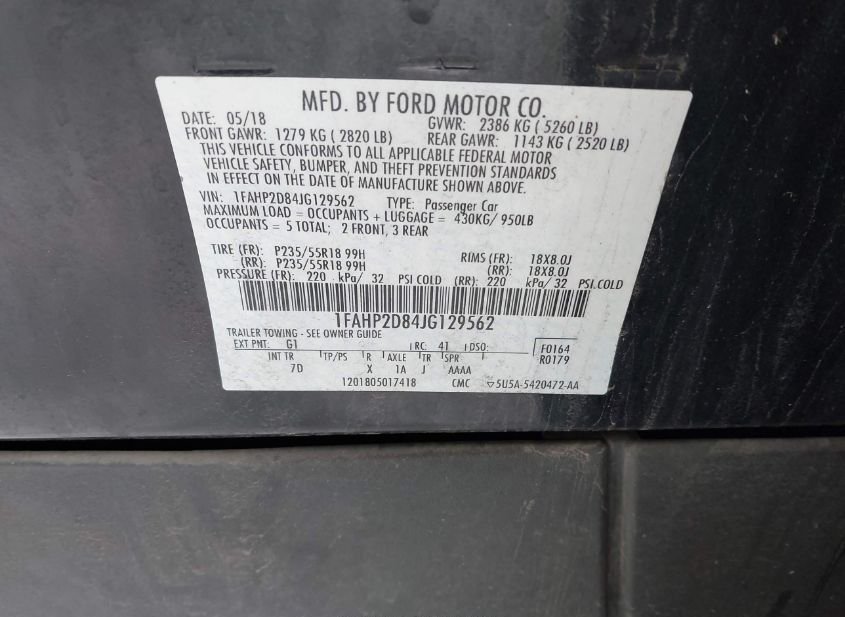 MFD. BY FORD MOTOR CO.
DATE: 05/18 GVWR: 2386 KG ( 5260 LB)
FRONT GAWR: 1279 KG ( 2820 LB) REAR GAWR: 1143 KG ( 2520 LB)
THIS VEHICLE CONFORMS TO ALL APPLICABLE FEDERAL MOTOR
VEHICLE SAFETY, BUMPER, AND THEFT PREVENTION STANDARDS
IN EFFECT ON THE DATE OF MANUFACTURE SHOWN ABOVE.
VIN: 1FAHP2D84JG129562 TYPE: Passenger Car
MAXIMUM LOAD = OCCUPANTS + LUGGAGE = 430KG/ 950LB
OCCUPANTS = 5 TOTAL; 2 FRONT, 3 REAR
TIRE (FR): P235/55R18 99H RIMS (FR): 18X8.0J
(RR): P235/55R18 99H (RR): 18X8.0J
PRESSURE (FR): 220 kPa/ 32 PSI COLD (RR): 220 kPa/ 32 PSI.COLD
1FAHP2D84JG129562
TRAILER TOWING - SEE OWNER GUIDE
EXT PNT: G1 RC: 41 DSO: F0164
INT TR TP/PS R AXLE TR SPR R0179
7D X 1A J AAAA
1201805017418 CMC ▽5U5A-5420472-AA